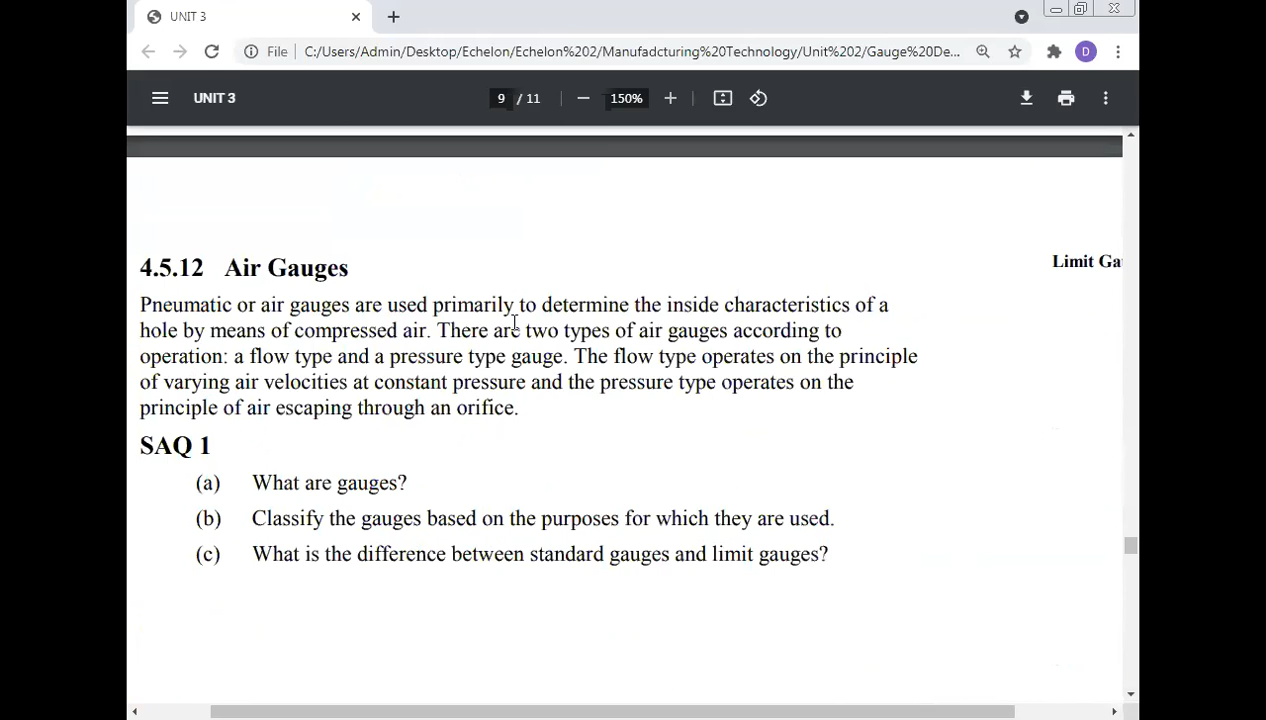 UNIT 3
File
C:/Users/Admin/Desktop/Echelon/Echelon%202/Manufadcturing%20Technology/Unit%202/Gauge%20De...
D
UNIT 3
9 / 11
150%
4.5.12 Air Gauges
Limit Ga
Pneumatic or air gauges are used primarily to determine the inside characteristics of a
hole by means of compressed air. There are two types of air gauges according to
operation: a flow type and a pressure type gauge. The flow type operates on the principle
of varying air velocities at constant pressure and the pressure type operates on the
principle of air escaping through an orifice.
SAQ 1
(a) What are gauges?
(b) Classify the gauges based on the purposes for which they are used.
(c) What is the difference between standard gauges and limit gauges?